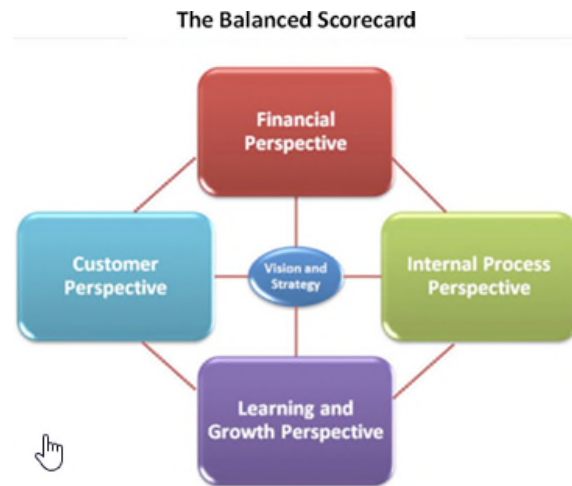 The Balanced Scorecard
Financial
Perspective
Customer
Perspective
Vision and
Strategy
Internal Process
Perspective
Learning and
Growth Perspective